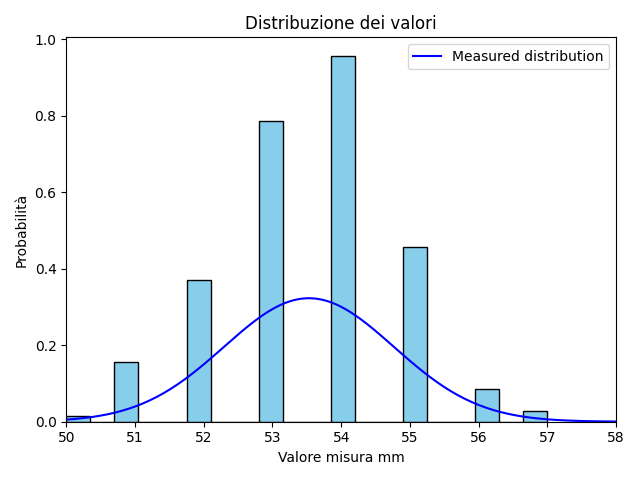 Distribuzione dei valori
Measured distribution
1.0
0.8
0.6
0.4
0.2
0.0
Probabilità
50 51 52 53 54 55 56 57 58
Valore misura mm